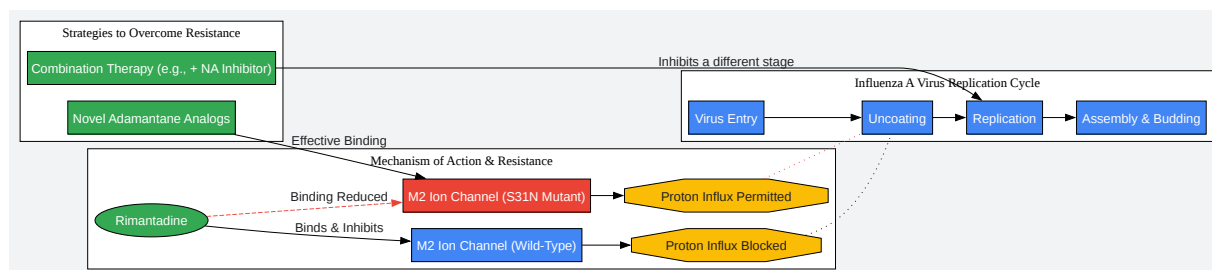 Strategies to Overcome Resistance
Combination Therapy (e.g., + NA Inhibitor)
Novel Adamantane Analogs
Inhibits a different stage
Influenza A Virus Replication Cycle
Virus Entry
Uncoating
Replication
Assembly & Budding
Effective Binding
Mechanism of Action & Resistance
Binding Reduced
M2 Ion Channel (S31N Mutant)
Proton Influx Permitted
Rimantadine
Binds & Inhibits
M2 Ion Channel (Wild-Type)
Proton Influx Blocked